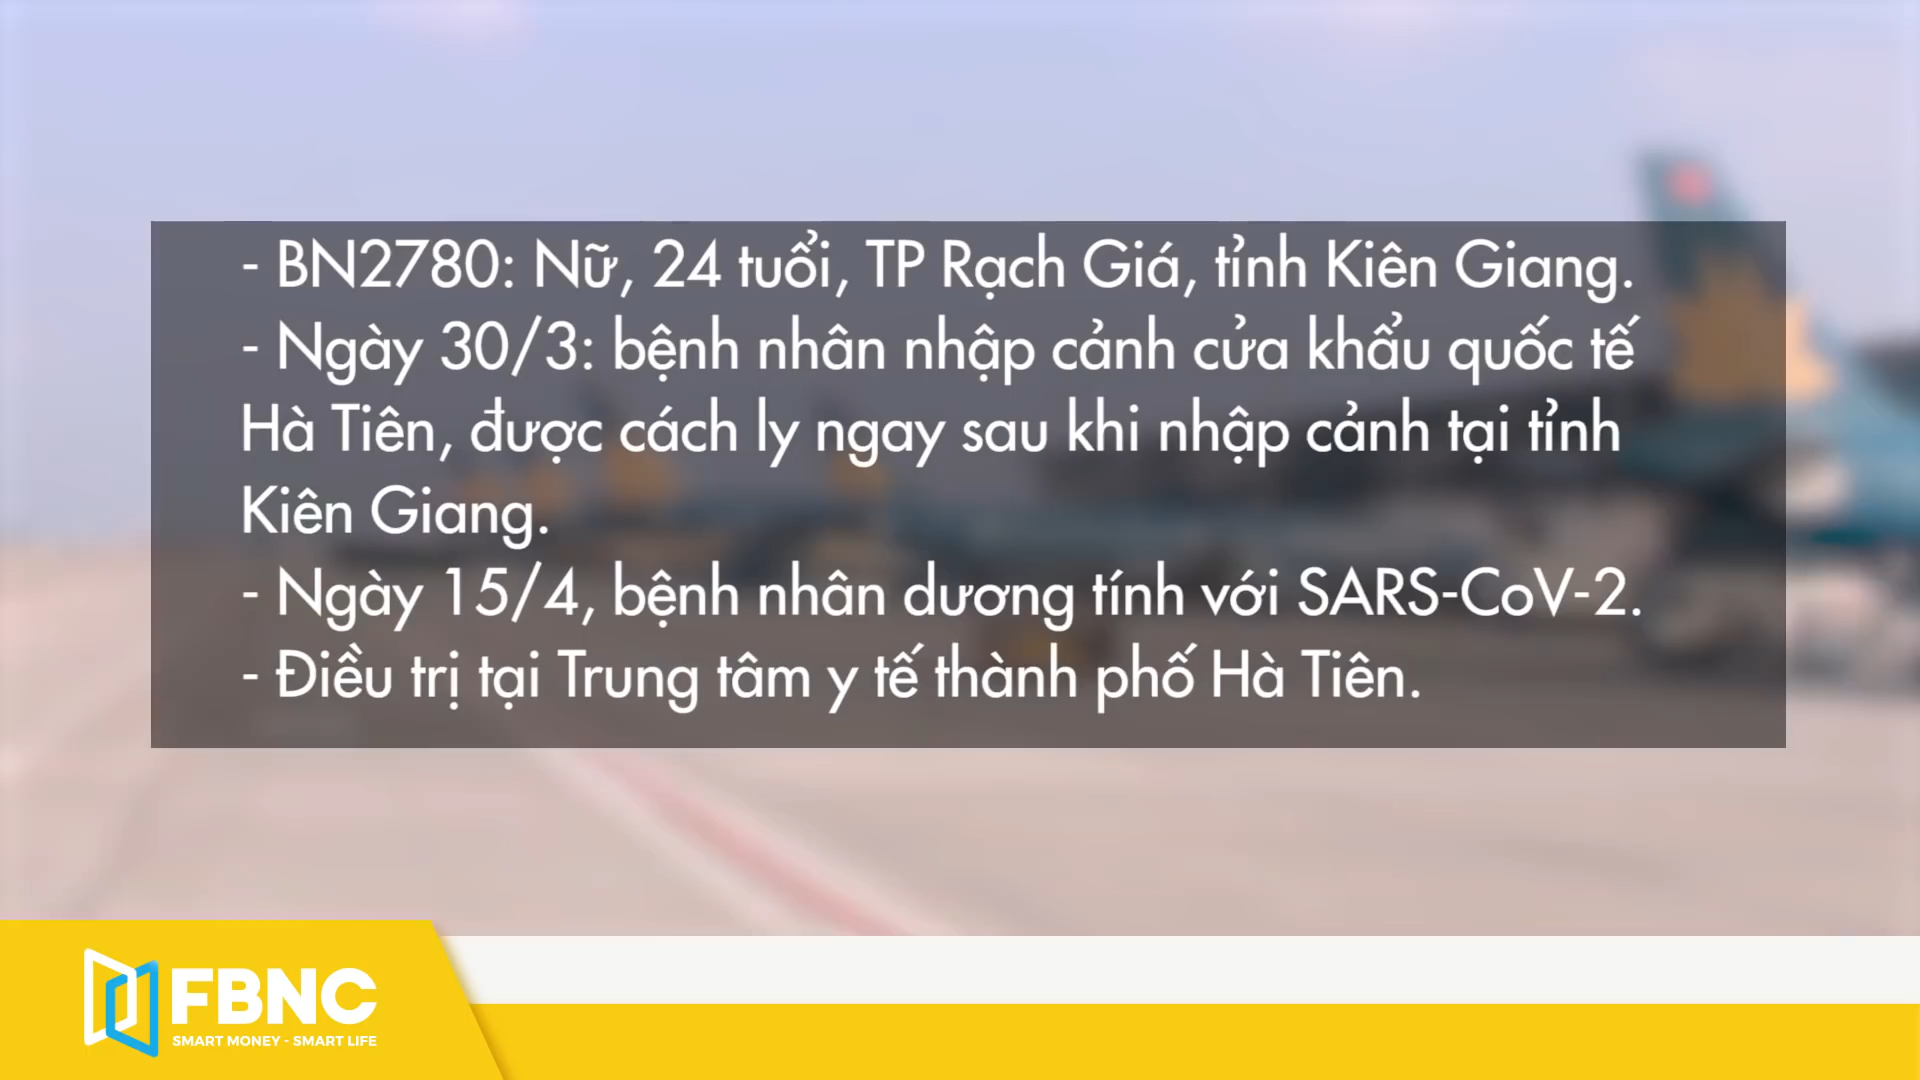 - BN2780: Nữ, 24 tuổi, TP Rạch Giá, tỉnh Kiên Giang.
- Ngày 30/3: bệnh nhân nhập cảnh cửa khẩu quốc tế
Hà Tiên, được cách ly ngay sau khi nhập cảnh tại tỉnh
Kiên Giang.
- Ngày 15/4, bệnh nhân dương tính với SARS-CoV-2.
- Điều trị tại Trung tâm y tế thành phố Hà Tiên.
FBNC
SMART MONEY - SMART LIFE